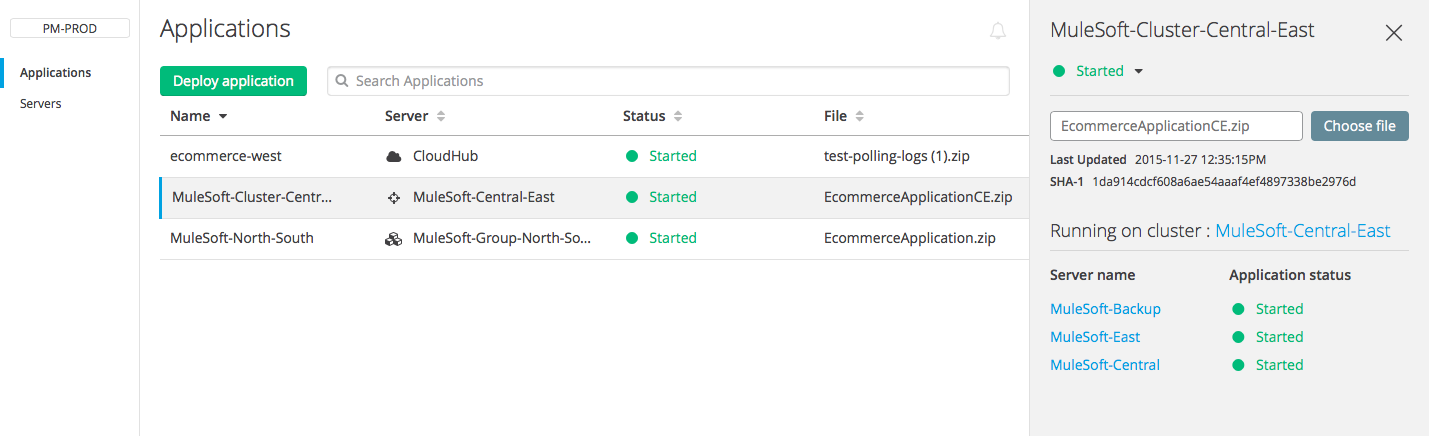 PM-PROD
Applications
Servers
Applications
Deploy application
Search Applications
Name Server Status File
ecommerce-west CloudHub Started test-polling-logs (1).zip
MuleSoft-Cluster-Centr... MuleSoft-Central-East Started EcommerceApplicationCE.zip
MuleSoft-North-South MuleSoft-Group-North-So... Started EcommerceApplication.zip
MuleSoft-Cluster-Central-East
Started
EcommerceApplicationCE.zip Choose file
Last Updated 2015-11-27 12:35:15PM
SHA-1 1da914cdcf608a6ae54aaaf4ef4897338be2976d
Running on cluster : MuleSoft-Central-East
Server name Application status
MuleSoft-Backup Started
MuleSoft-East Started
MuleSoft-Central Started